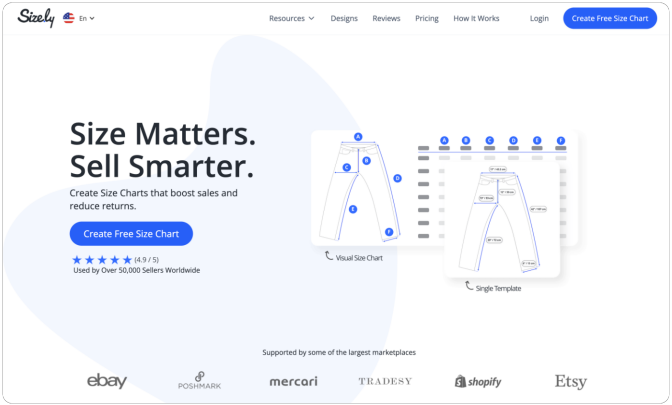 Sizely
En
Resources
Designs
Reviews
Pricing
How It Works
Login
Create Free Size Chart
Size Matters.
Sell Smarter.
Create Size Charts that boost sales and
reduce returns.
Create Free Size Chart
(4.9 / 5)
Used by Over 50,000 Sellers Worldwide
A
B
C
D
E
F
A B C D E F
Visual Size Chart
Single Template
Supported by some of the largest marketplaces
ebay
POSHMARK
mercari
TRADESY
shopify
Etsy